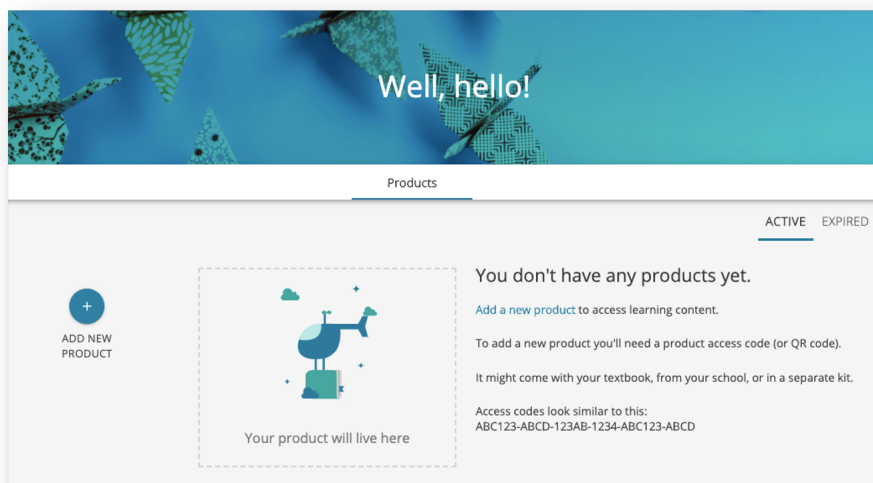 Well, hello!
Products
ACTIVE EXPIRED
+
ADD NEW
PRODUCT
Your product will live here
You don't have any products yet.
Add a new product to access learning content.
To add a new product you'll need a product access code (or QR code).
It might come with your textbook, from your school, or in a separate kit.
Access codes look similar to this:
ABC123-ABCD-123AB-1234-ABC123-ABCD